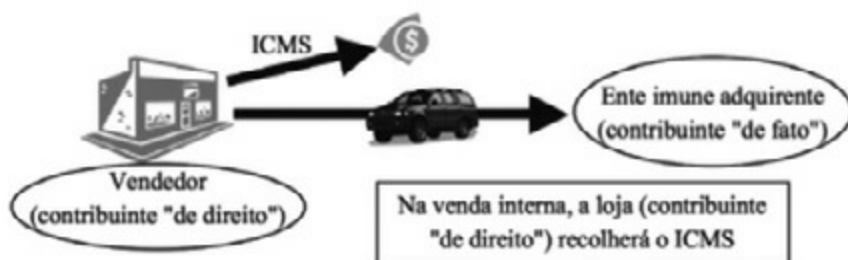 ICMS
$
Ente imune adquirente
(contribuinte "de fato")
Vendedor
(contribuinte "de direito")
Na venda interna, a loja (contribuinte
"de direito") recolherá o ICMS